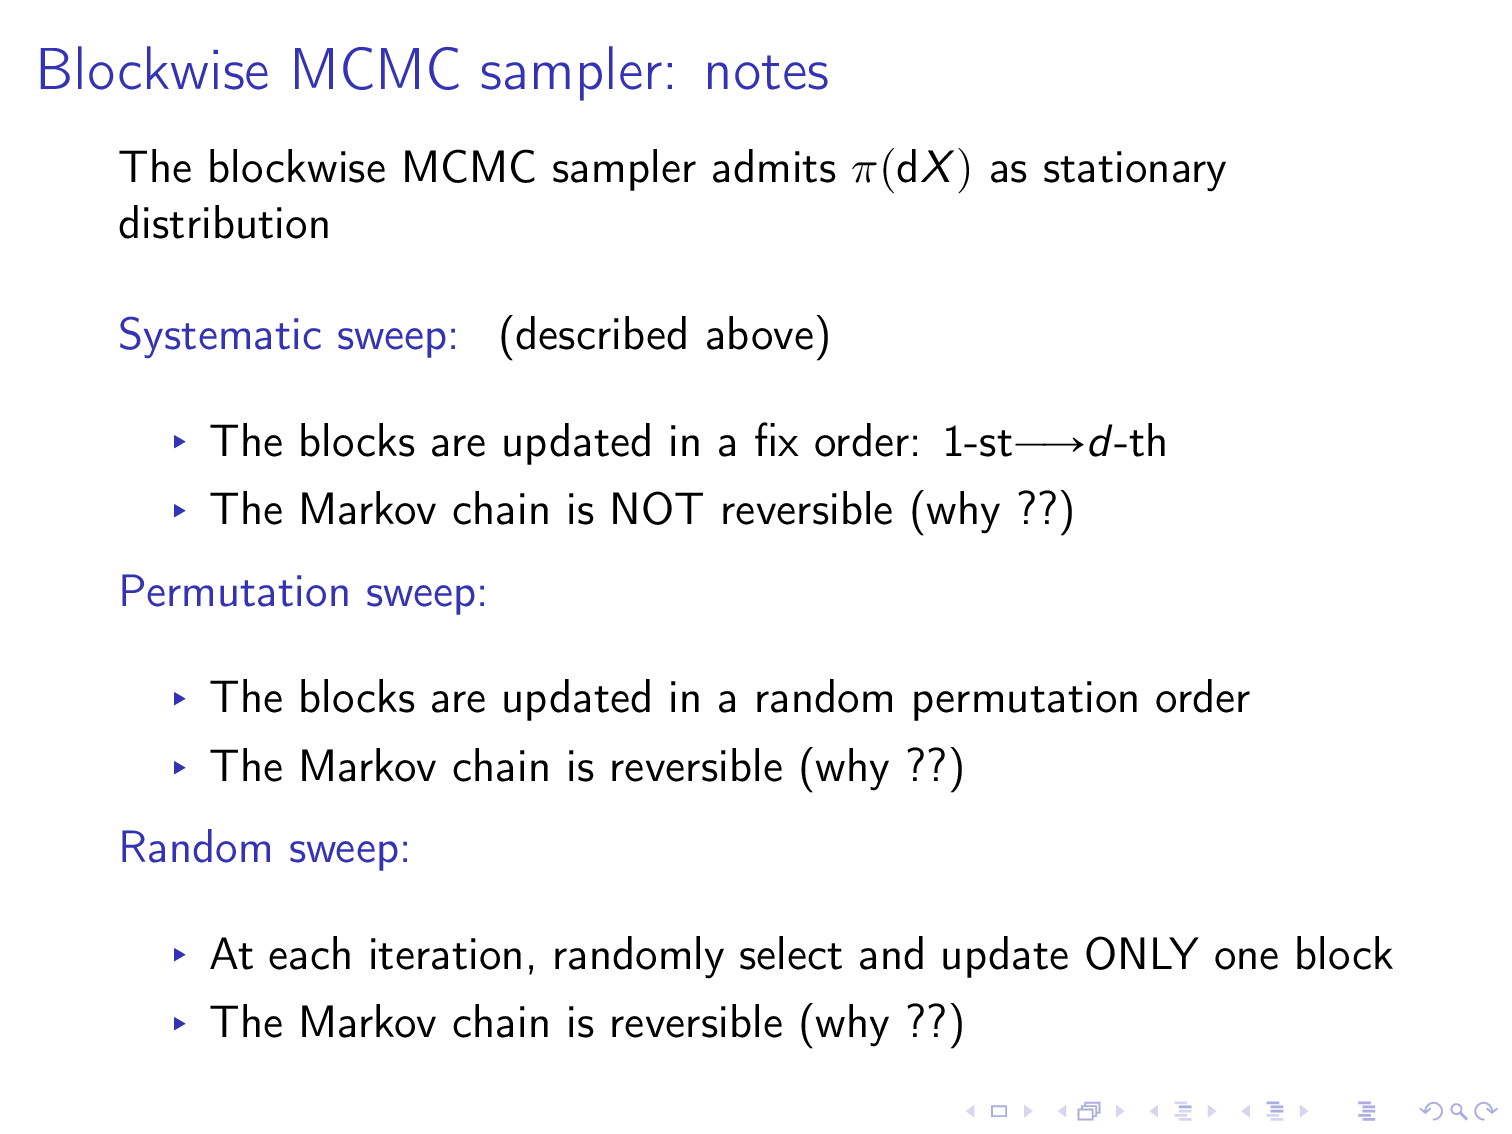 Blockwise MCMC sampler: notes
The blockwise MCMC sampler admits π(dX) as stationary
distribution
Systematic sweep: (described above)
▸ The blocks are updated in a fix order: 1-st⟶d-th
▸ The Markov chain is NOT reversible (why ??)
Permutation sweep:
▸ The blocks are updated in a random permutation order
▸ The Markov chain is reversible (why ??)
Random sweep:
▸ At each iteration, randomly select and update ONLY one block
▸ The Markov chain is reversible (why ??)